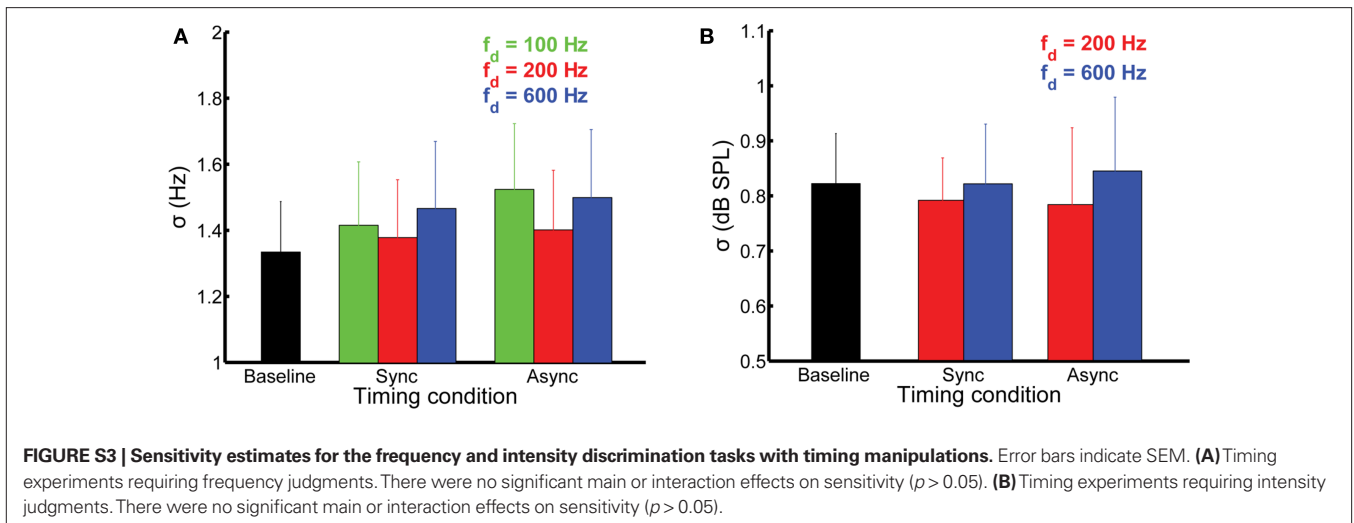 A
2
1.8
1.6
1.4
1.2
1
σ (Hz)
f_d = 100 Hz
f_d = 200 Hz
f_d = 600 Hz
Baseline Sync Async
Timing condition
B
1.1
1
0.9
0.8
0.7
0.6
0.5
σ (dB SPL)
f_d = 200 Hz
f_d = 600 Hz
Baseline Sync Async
Timing condition
FIGURE S3 | Sensitivity estimates for the frequency and intensity discrimination tasks with timing manipulations. Error bars indicate SEM. (A) Timing
experiments requiring frequency judgments. There were no significant main or interaction effects on sensitivity (p > 0.05). (B) Timing experiments requiring intensity
judgments. There were no significant main or interaction effects on sensitivity (p > 0.05).